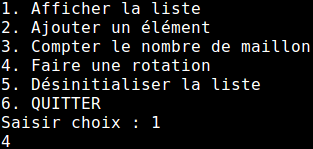 1. Afficher la liste
2. Ajouter un élément
3. Compter le nombre de maillon
4. Faire une rotation
5. Désinitialiser la liste
6. QUITTER
Saisir choix : 1
4